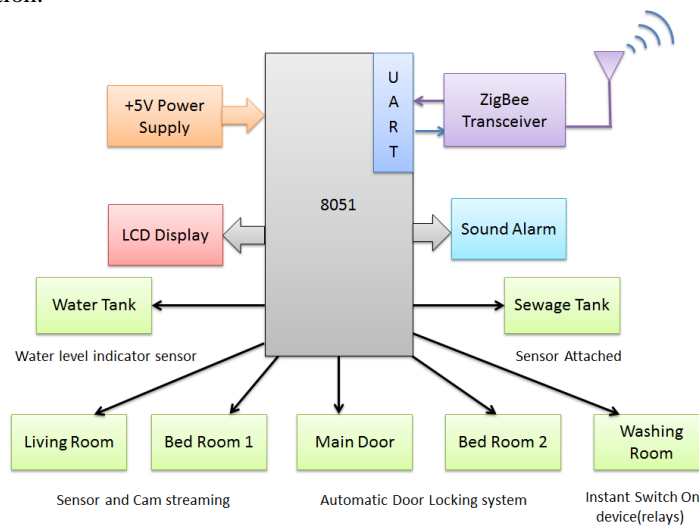 +5V Power
Supply
U
A
R
T
ZigBee
Transceiver
8051
LCD Display
Sound Alarm
Water Tank
Sewage Tank
Water level indicator sensor
Sensor Attached
Living Room
Bed Room 1
Main Door
Bed Room 2
Washing
Room
Sensor and Cam streaming
Automatic Door Locking system
Instant Switch On
device(relays)